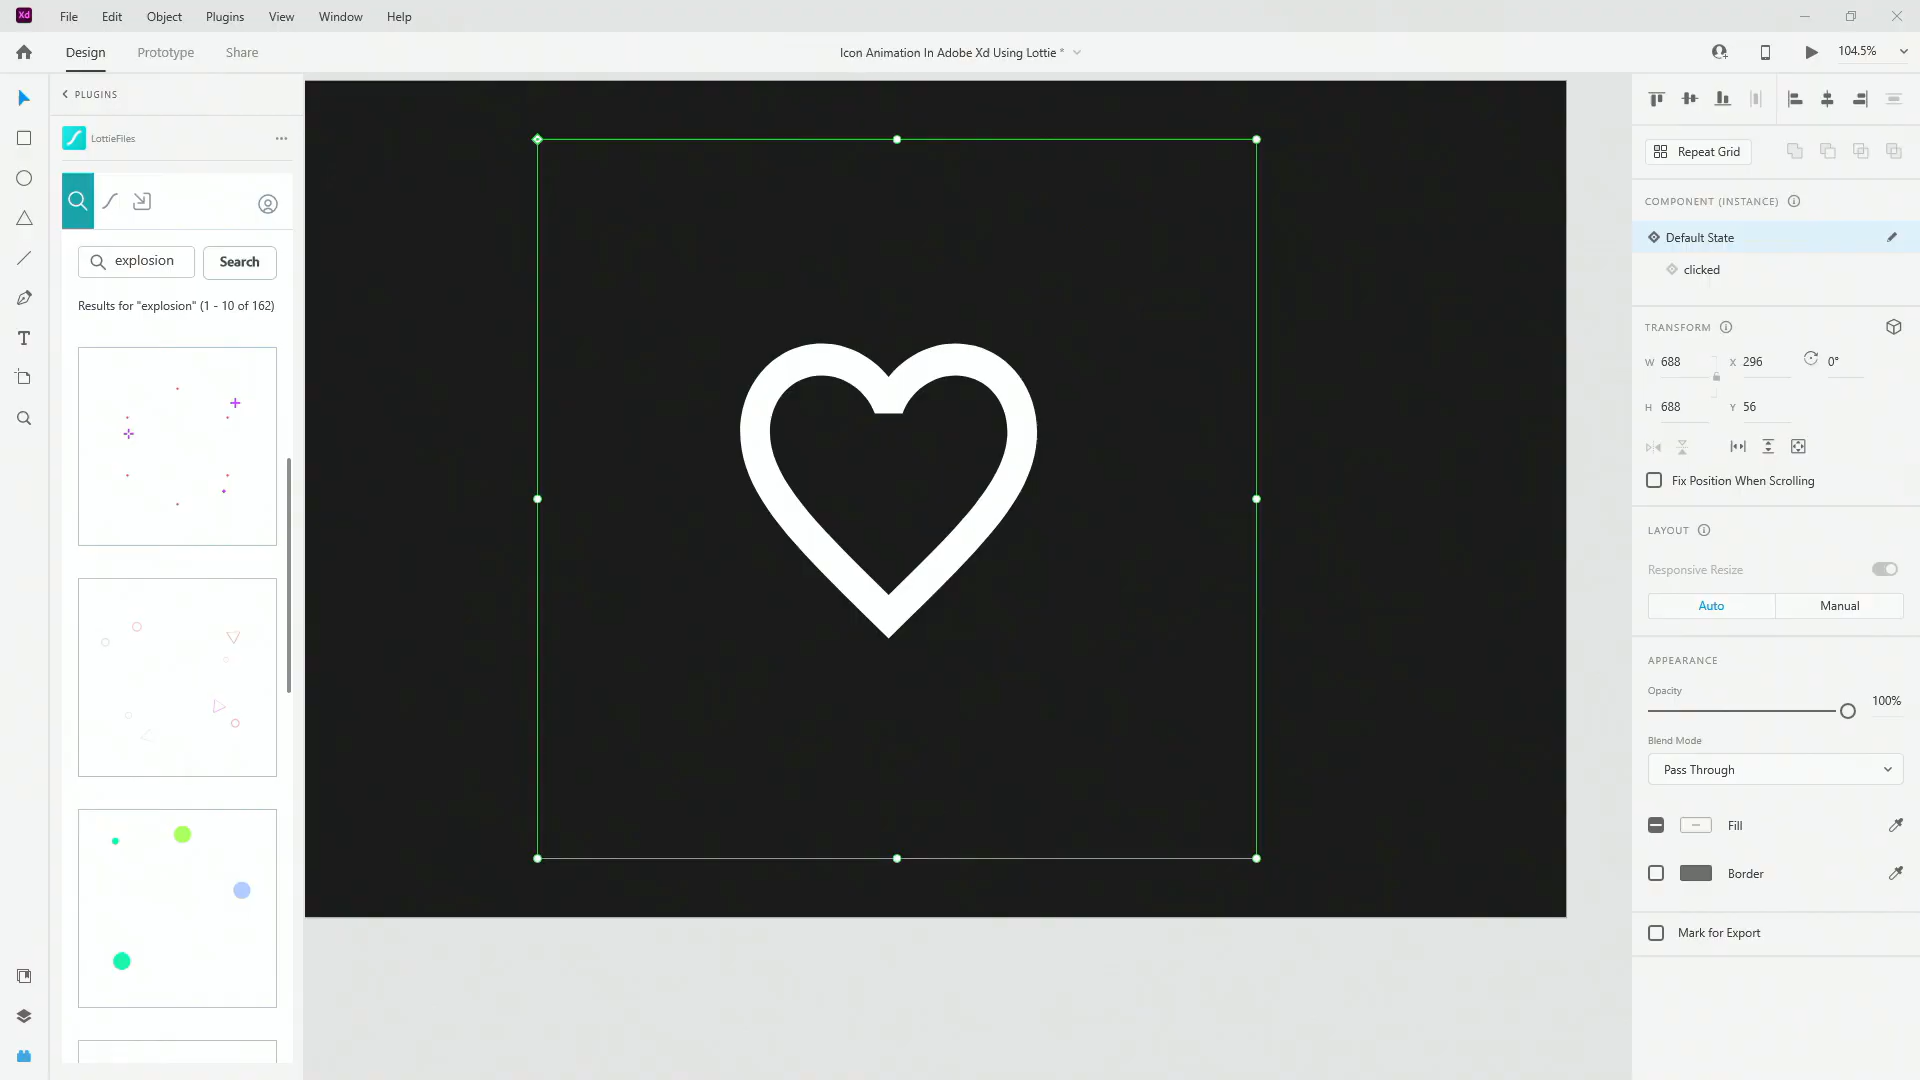 Xd File Edit Object Plugins View Window Help
Design Prototype Share
Icon Animation In Adobe Xd Using Lottie *
104.5%
PLUGINS
LottieFiles
explosion Search
Results for "explosion" (1 - 10 of 162)
Repeat Grid
COMPONENT (INSTANCE)
Default State
clicked
TRANSFORM
W 688 X 296 0°
H 688 Y 56
Fix Position When Scrolling
LAYOUT
Responsive Resize
Auto Manual
APPEARANCE
Opacity
100%
Blend Mode
Pass Through
Fill
Border
Mark for Export